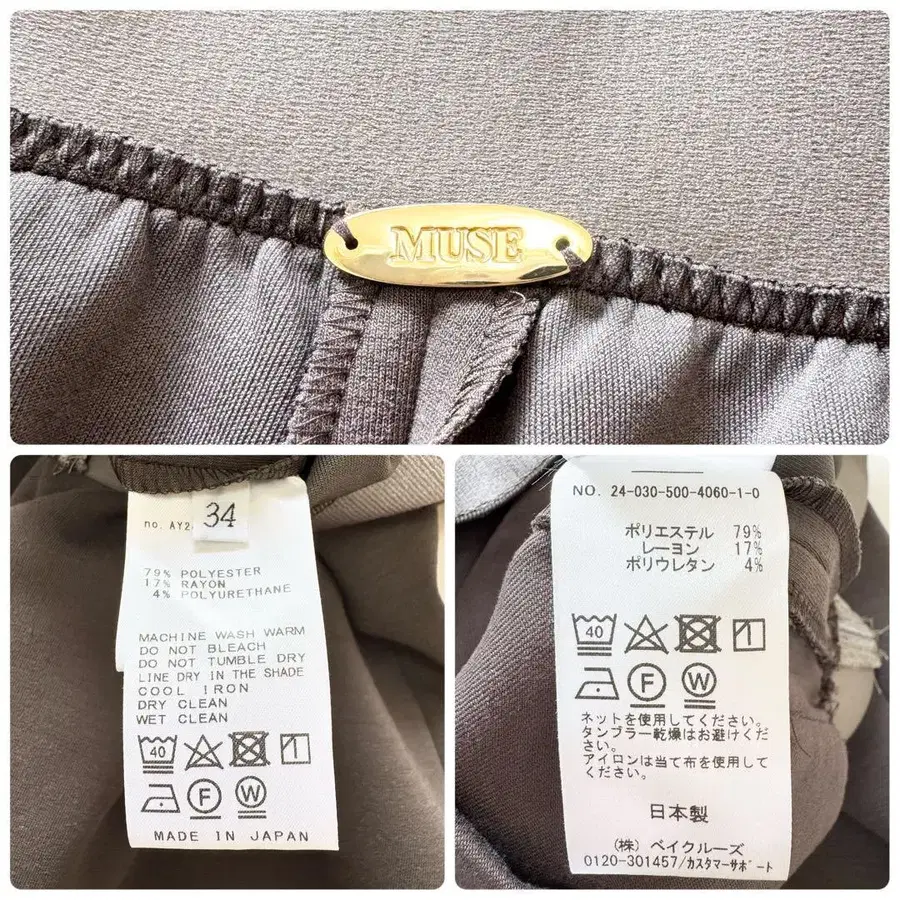 MUSE
34
no. AY2
79% POLYESTER
17% RAYON
4% POLYURETHANE
MACHINE WASH WARM
DO NOT BLEACH
DO NOT TUMBLE DRY
LINE DRY IN THE SHADE
COOL IRON
DRY CLEAN
WET CLEAN
40
F W
MADE IN JAPAN
NO. 24-030-500-4060-1-0
ポリエステル 79%
レーヨン 17%
ポリウレタン 4%
40
F W
ネットを使用してください。
タンブラー乾燥はお避けくだ
さい。
アイロンは当て布を使用して
ください。
日本製
(株) ベイクルーズ
0120-301457/カスタマーサポート